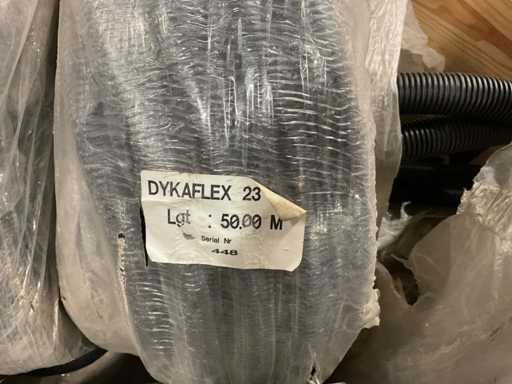 DYKAFLEX 23
Lgt : 50.00 M
Serial Nr
448